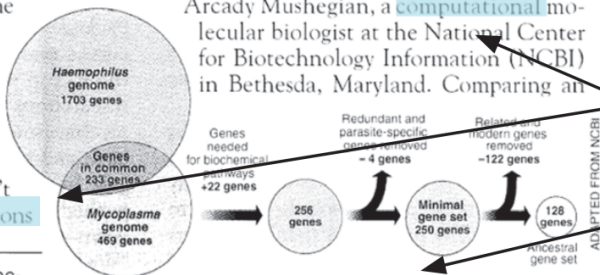 Arcady Mushegian, a computational mo-
lecular biologist at the National Center
for Biotechnology Information (NCBI)
in Bethesda, Maryland. Comparing an
't
ons
Haemophilus
genome
1703 genes
Genes
in common
233 genes
Mycoplasma
genome
469 genes
Genes
needed
for biochemical
pathways
+22 genes
256
genes
Redundant and
parasite-specific
genes removed
– 4 genes
Minimal
gene set
250 genes
Related and
modern genes
removed
–122 genes
128
genes
Ancestral
gene set
ADAPTED FROM NCBI